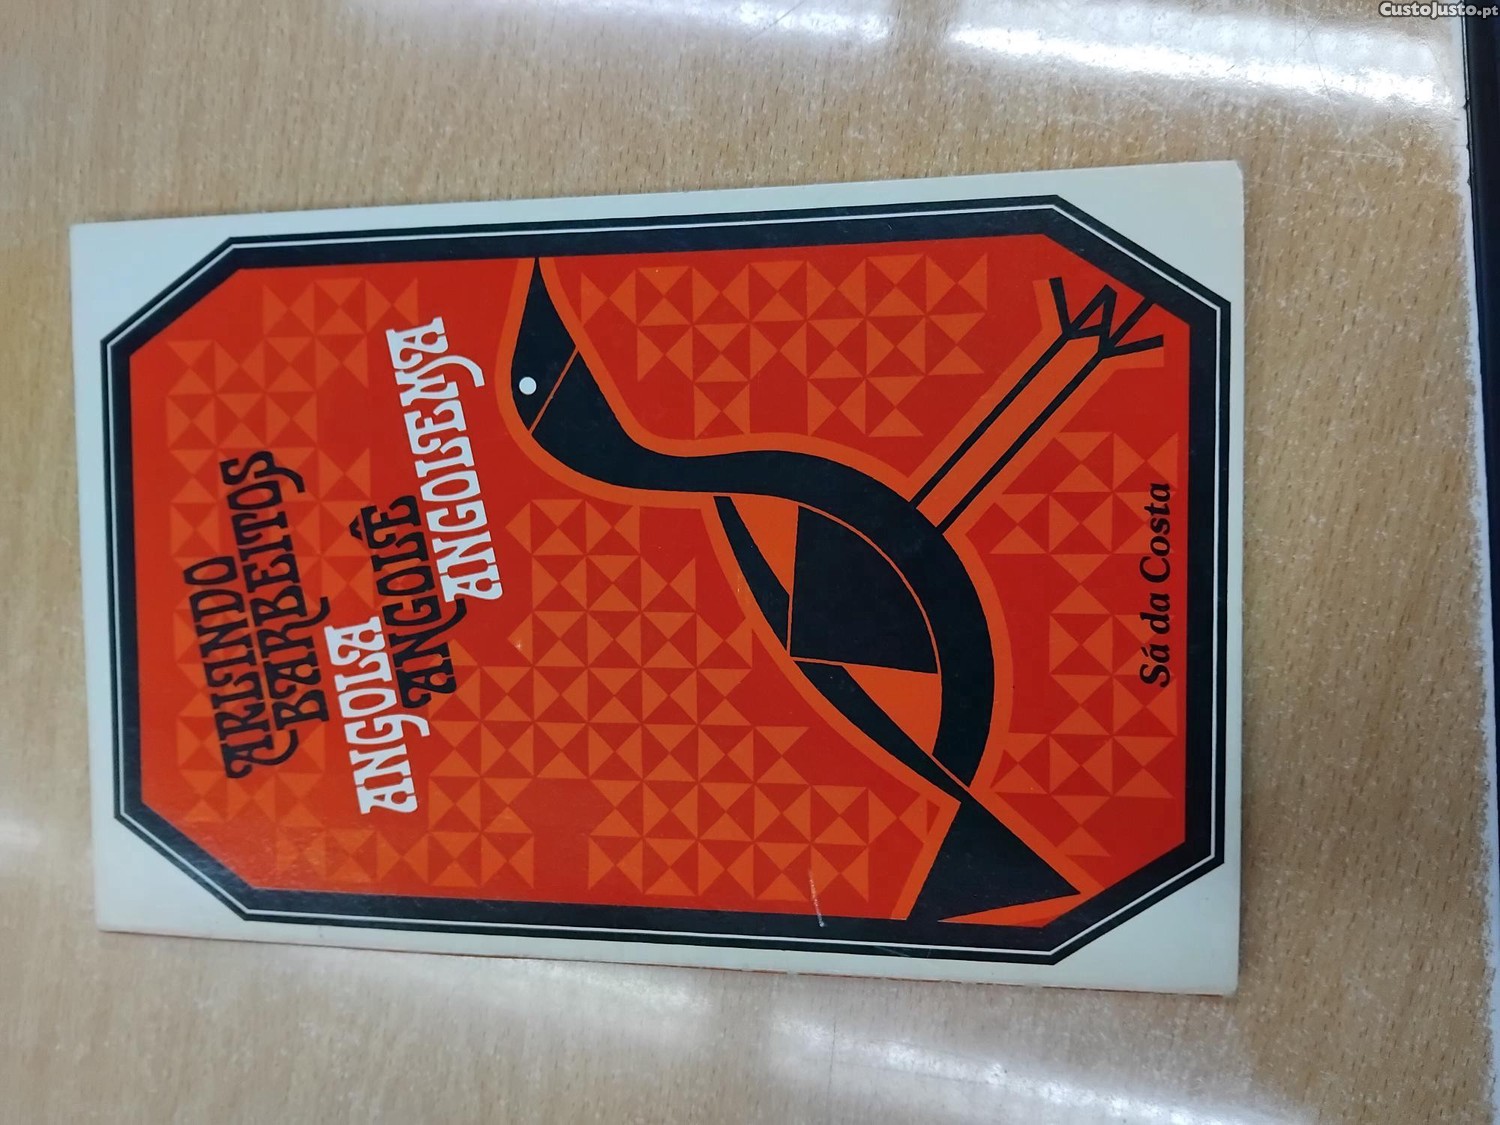 ARLINDO
BARBEITOS
ANGOLA
ANGOLÊ
ANGOLEMA
Sá da Costa
CustoJusto.pt